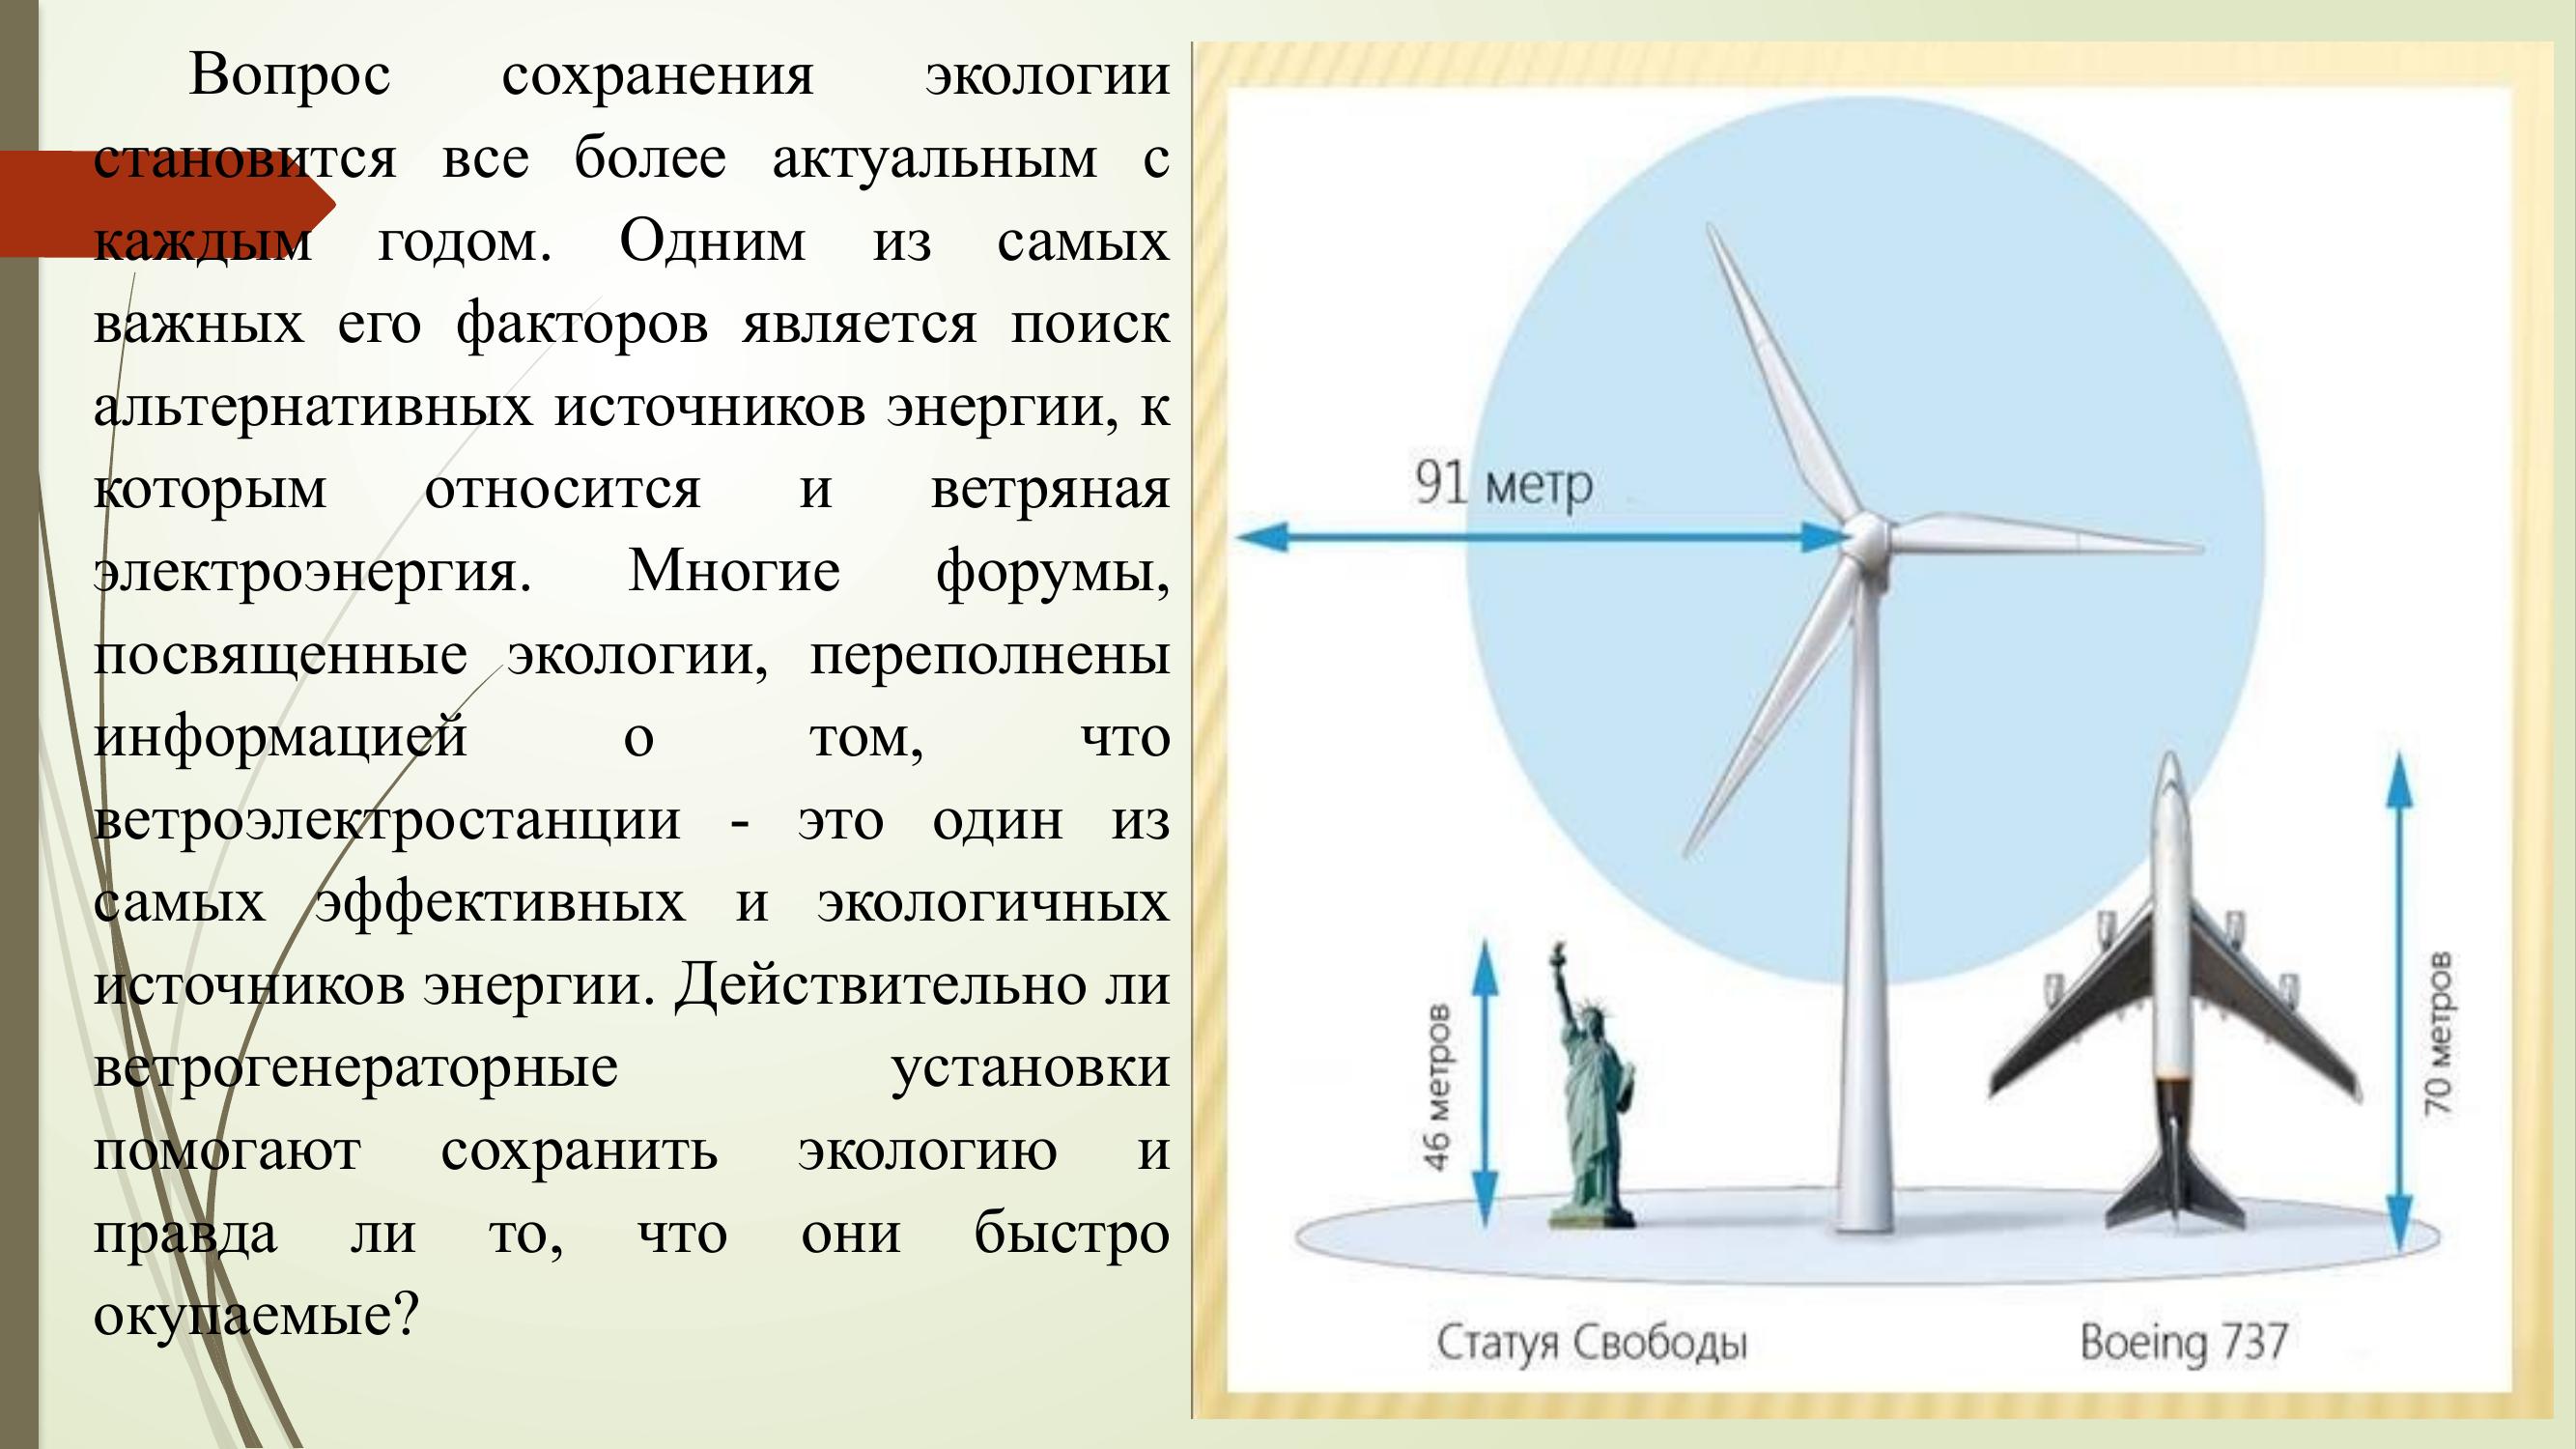 Вопрос сохранения экологии
становится все более актуальным с
каждым годом. Одним из самых
важных его факторов является поиск
альтернативных источников энергии, к
которым относится и ветряная
электроэнергия. Многие форумы,
посвященные экологии, переполнены
информацией о том, что
ветроэлектростанции - это один из
самых эффективных и экологичных
источников энергии. Действительно ли
ветрогенераторные установки
помогают сохранить экологию и
правда ли то, что они быстро
окупаемые?
91 метр
46 метров
70 метров
Статуя Свободы
Boeing 737